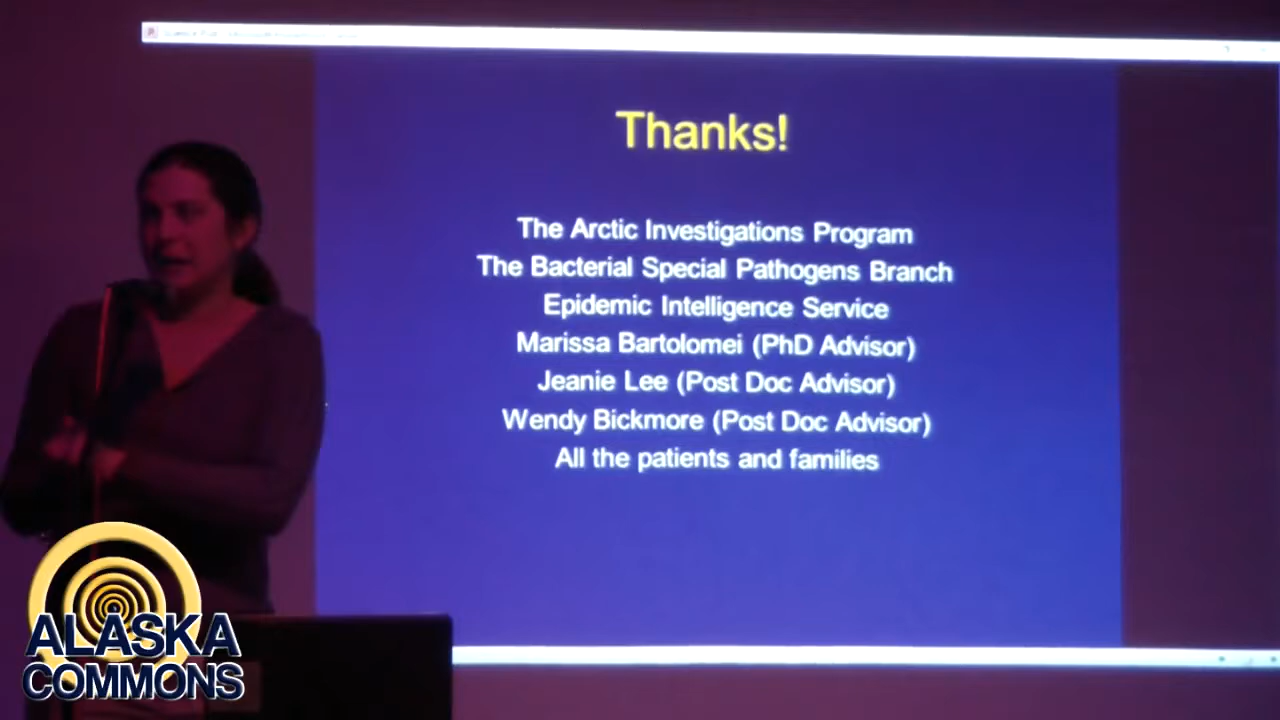 Thanks!
The Arctic Investigations Program
The Bacterial Special Pathogens Branch
Epidemic Intelligence Service
Marissa Bartolomei (PhD Advisor)
Jeanie Lee (Post Doc Advisor)
Wendy Bickmore (Post Doc Advisor)
All the patients and families
ALASKA
COMMONS